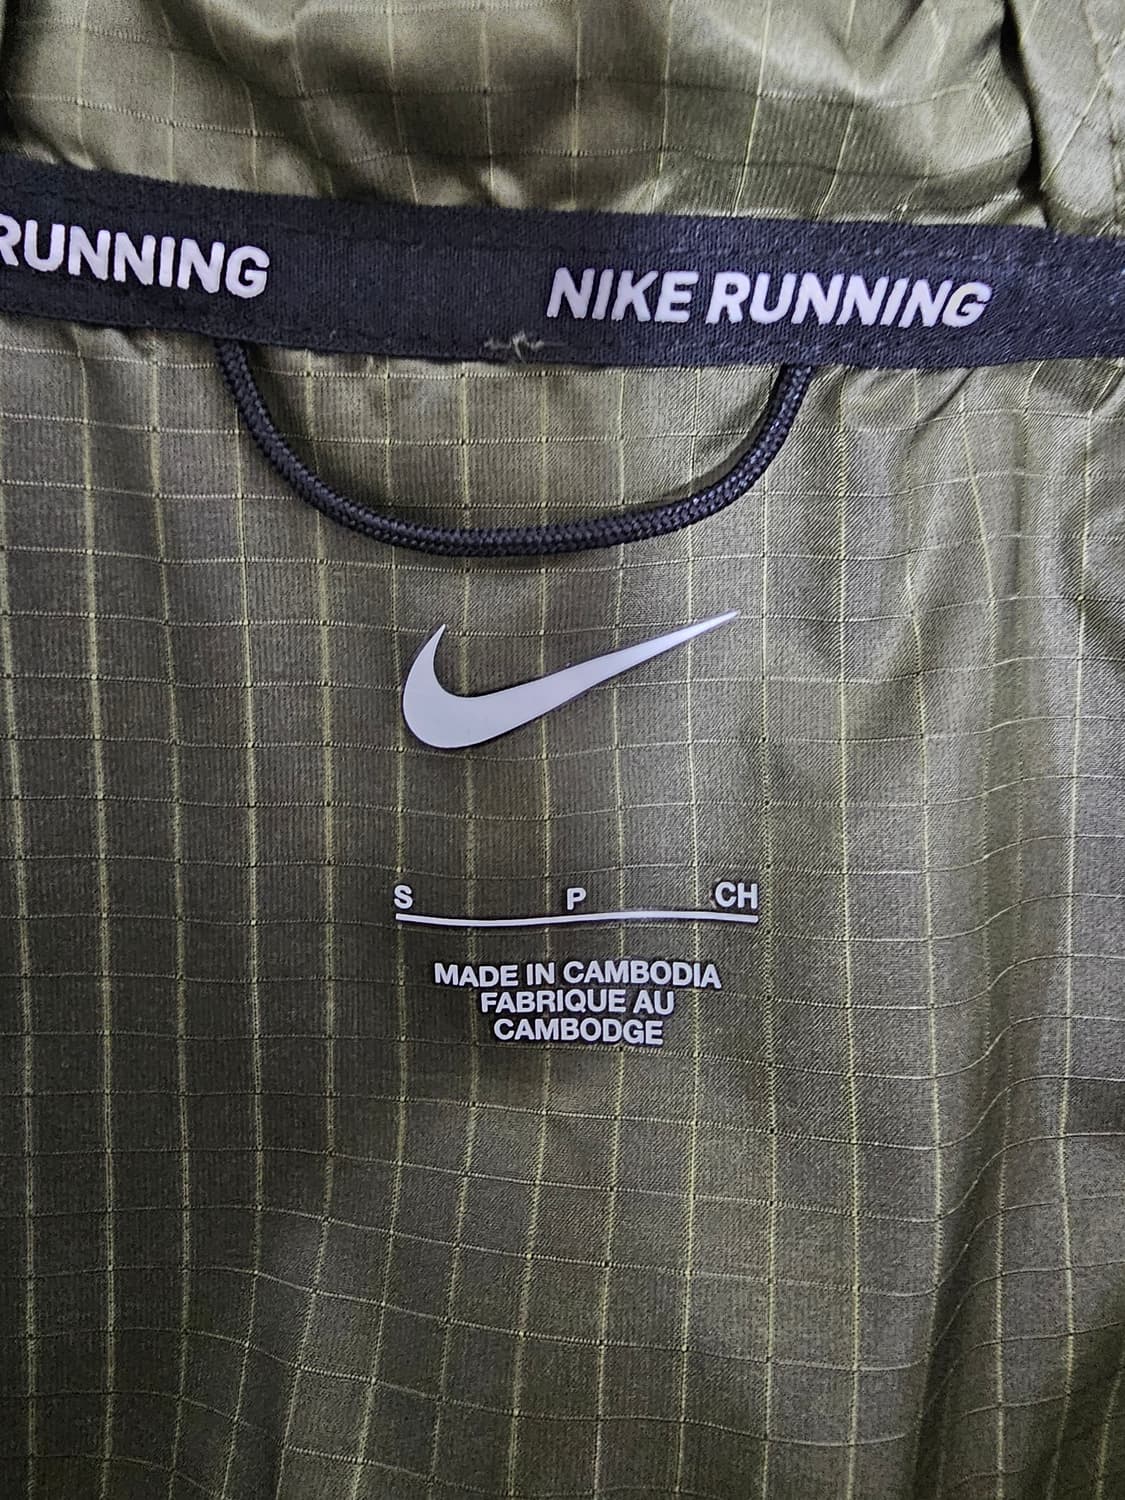 RUNNING NIKE RUNNING
S P CH
MADE IN CAMBODIA
FABRIQUE AU
CAMBODGE